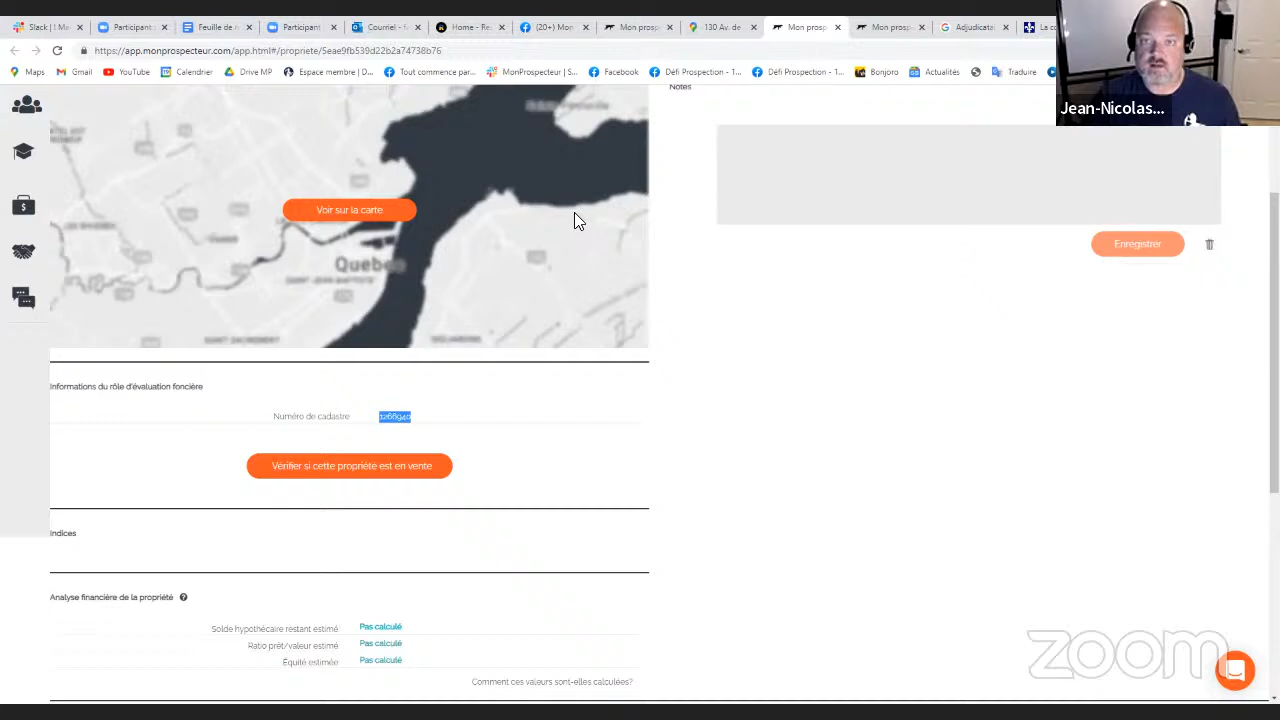 Slack | M
Participant
Feuille de r
Participant
Courriel - f
Home - Res
(20+) Mon
Mon prosp
130 Av. de
Mon prosp
Mon prosp
Adjudicata
La co
https://app.monprospecteur.com/app.html#/propriete/5eae9fb539d22b2a74738b76
Maps
Gmail
YouTube
Calendrier
Drive MP
Espace membre D...
Tout commence par...
MonProspecteur | S...
Facebook
Défi Prospection - 1...
Défi Prospection - 1...
Bonjoro
Actualités
Traduire
Notes
Jean-Nicolas...
Voir sur la carte
Quebec
Enregistrer
Informations du rôle d'évaluation foncière
Numéro de cadastre 1266940
Vérifier si cette propriété est en vente
Indices
Analyse financière de la propriété
Solde hypothécaire restant estimé Pas calculé
Ratio prêt/valeur estimé Pas calculé
Équité estimée Pas calculé
Comment ces valeurs sont-elles calculées?
zoom